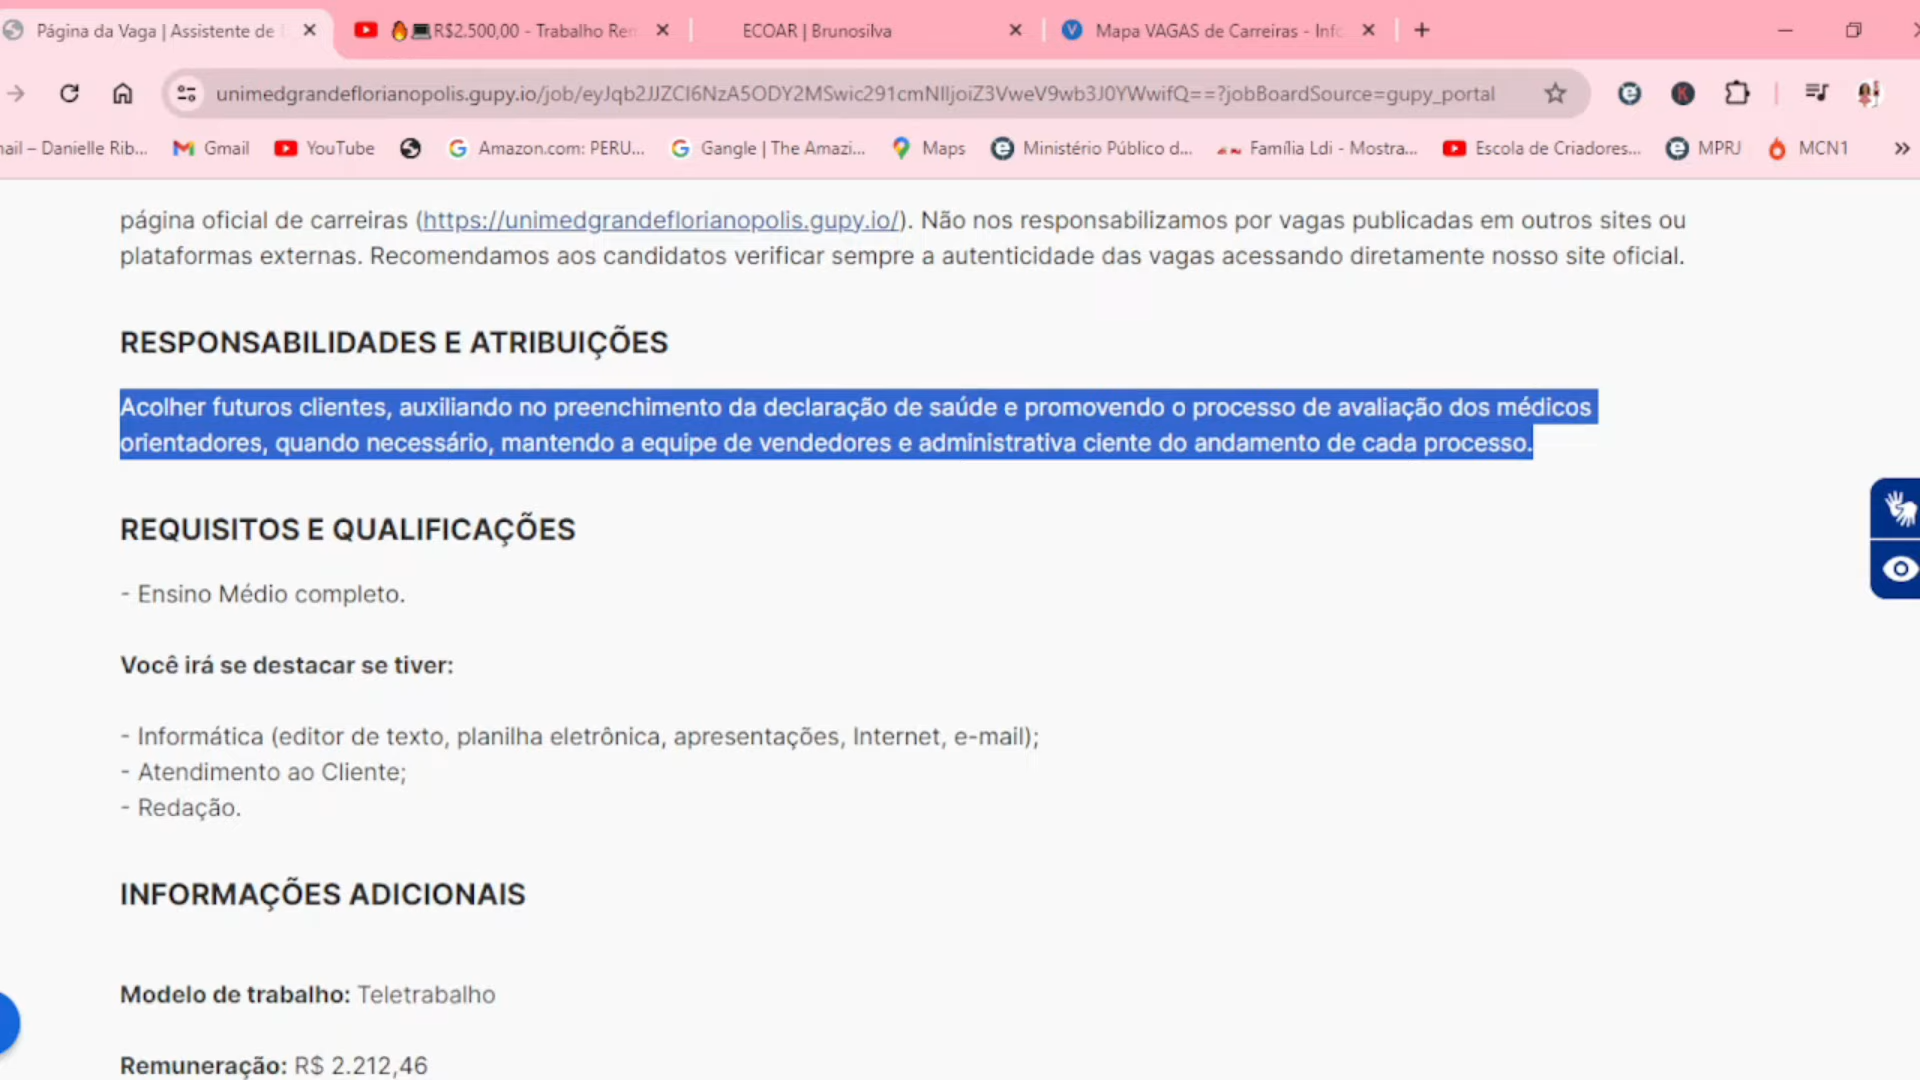 Página da Vaga | Assistente de
R$2.500,00 - Trabalho Ren
ECOAR | Brunosilva
Mapa VAGAS de Carreiras - Info
unimedgrandeflorianopolis.gupy.io/job/eyJqb2JJZCI6NzA5ODY2MSwic291cmNlIjoiZ3VweV9wb3J0YWwifQ==?jobBoardSource=gupy_portal
nail – Danielle Rib...
Gmail
YouTube
Amazon.com: PERU...
Gangle | The Amazi...
Maps
Ministério Público d...
Família Ldi - Mostra...
Escola de Criadores...
MPRJ
MCN1
página oficial de carreiras (https://unimedgrandeflorianopolis.gupy.io/). Não nos responsabilizamos por vagas publicadas em outros sites ou
plataformas externas. Recomendamos aos candidatos verificar sempre a autenticidade das vagas acessando diretamente nosso site oficial.
RESPONSABILIDADES E ATRIBUIÇÕES
Acolher futuros clientes, auxiliando no preenchimento da declaração de saúde e promovendo o processo de avaliação dos médicos
orientadores, quando necessário, mantendo a equipe de vendedores e administrativa ciente do andamento de cada processo.
REQUISITOS E QUALIFICAÇÕES
- Ensino Médio completo.
Você irá se destacar se tiver:
- Informática (editor de texto, planilha eletrônica, apresentações, Internet, e-mail);
- Atendimento ao Cliente;
- Redação.
INFORMAÇÕES ADICIONAIS
Modelo de trabalho: Teletrabalho
Remuneração: R$ 2.212,46